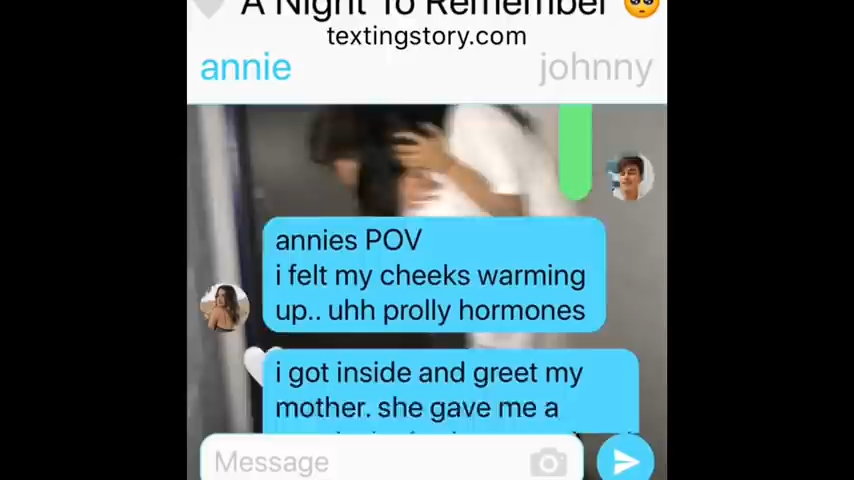 A Night To Remember 🥺
textingstory.com
annie
johnny
annies POV
i felt my cheeks warming
up.. uhh prolly hormones
i got inside and greet my
mother. she gave me a
Message